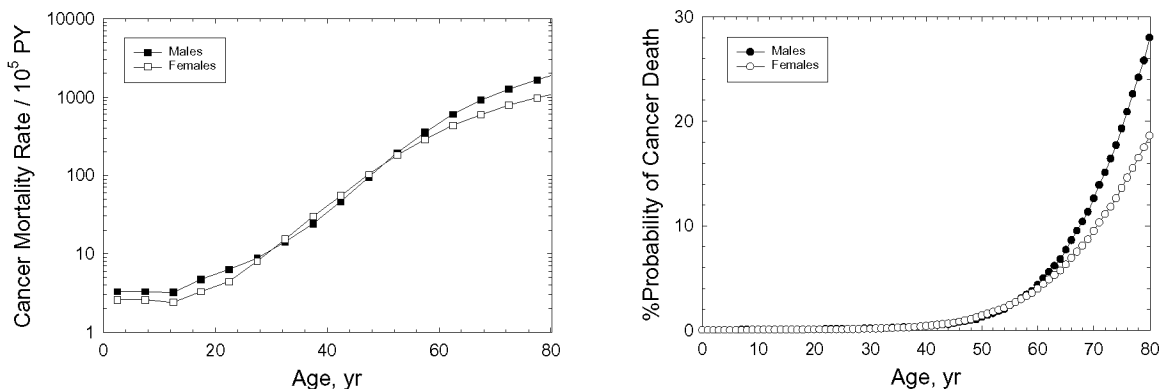 10000
1000
100
10
1
Cancer Mortality Rate / 10⁵ PY
Males
Females
0 20 40 60 80
Age, yr
30
20
10
0
%Probability of Cancer Death
Males
Females
0 10 20 30 40 50 60 70 80
Age, yr